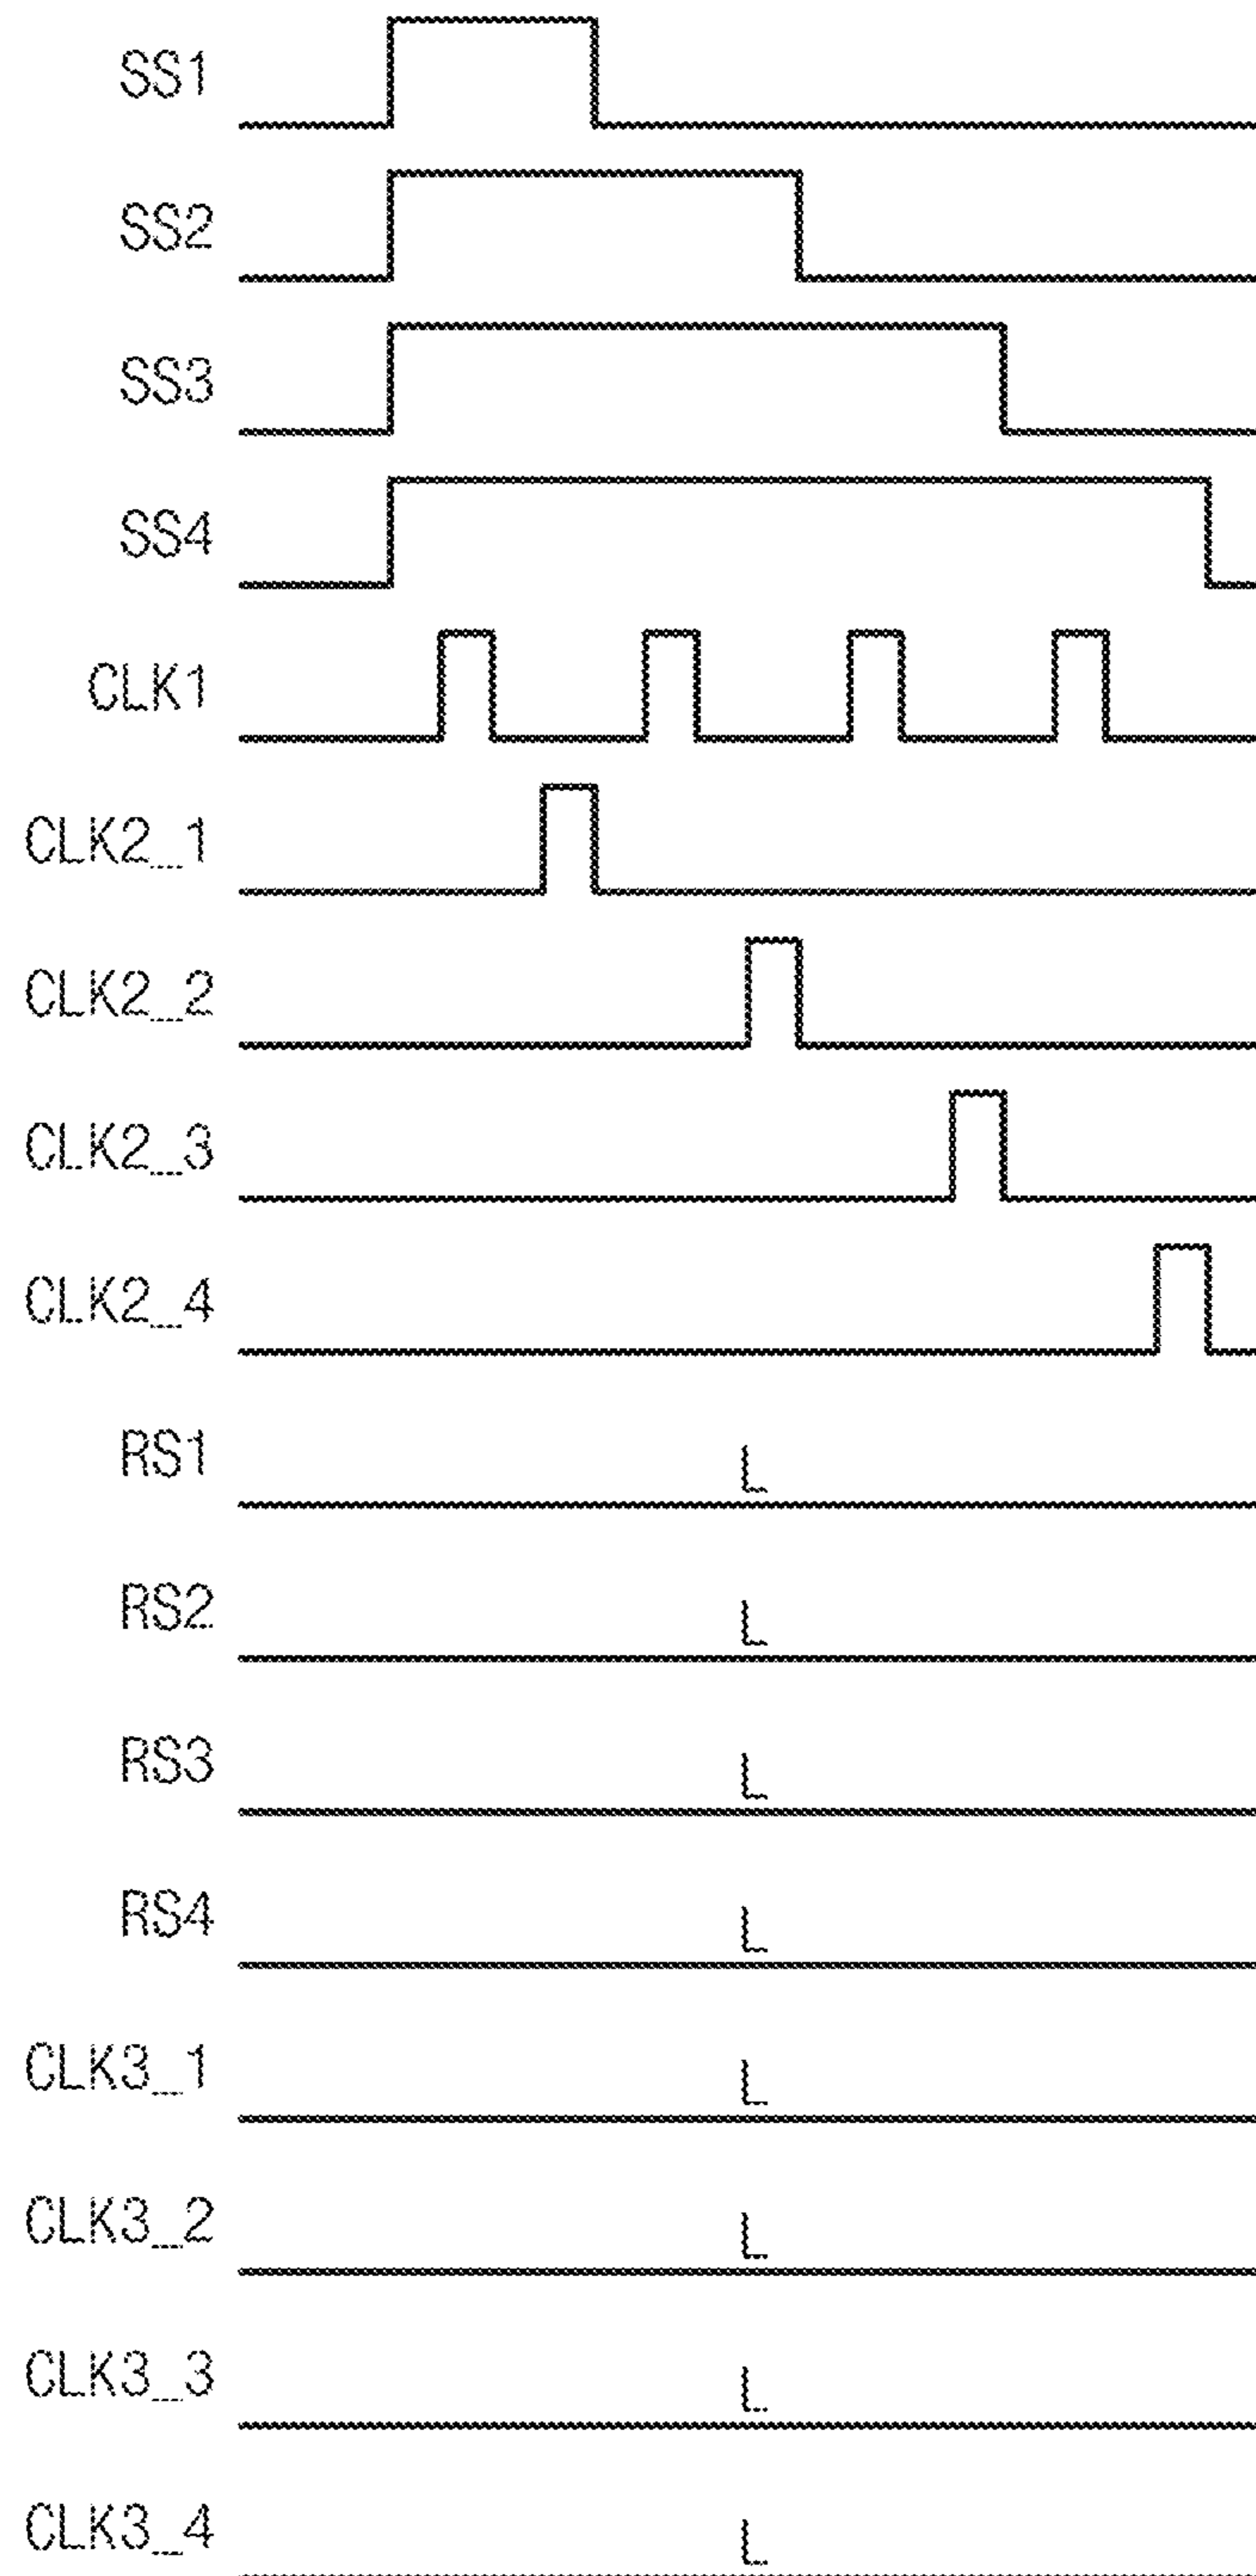 SS1
SS2
SS3
SS4
CLK1
CLK2_1
CLK2_2
CLK2_3
CLK2_4
RS1 L
RS2 L
RS3 L
RS4 L
CLK3_1 L
CLK3_2 L
CLK3_3 L
CLK3_4 L